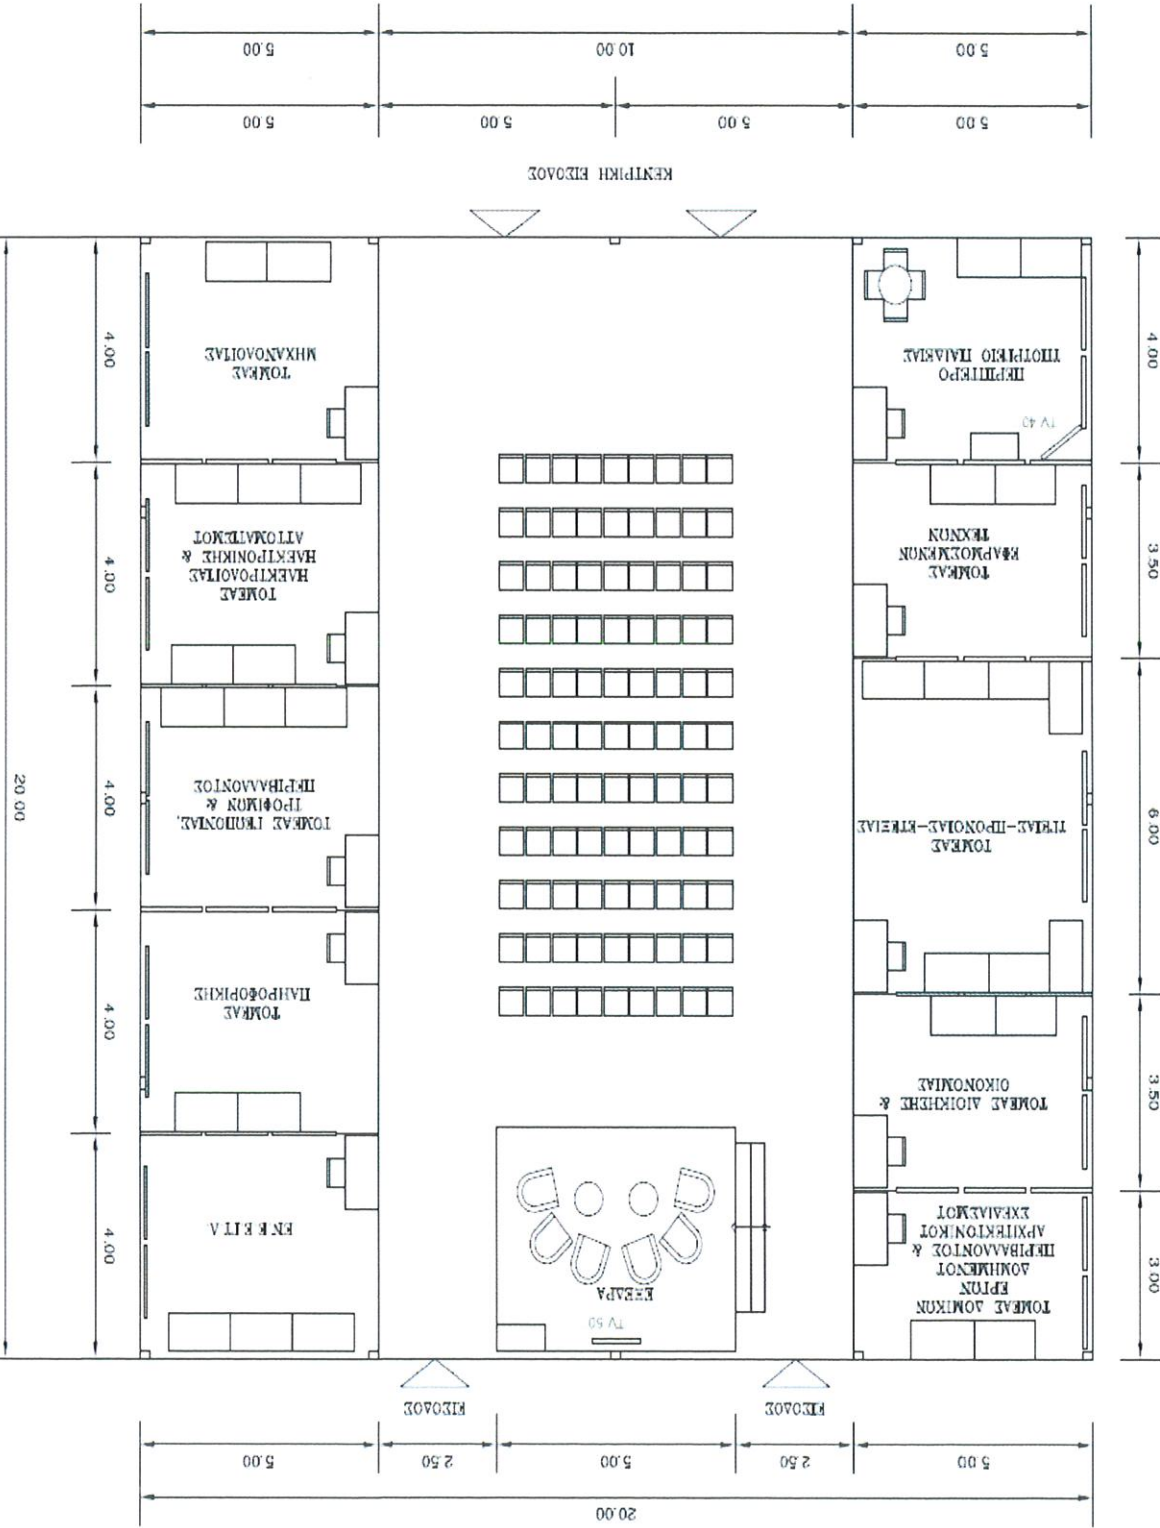 20.00
5.00 2.50 5.00 2.50 5.00
ΕΙΣΟΔΟΣ ΕΙΣΟΔΟΣ
3.00
ΤΟΜΕΑΣ ΔΟΜΙΚΩΝ
ΕΡΓΩΝ
ΔΟΜΗΜΕΝΟΥ
ΠΕΡΙΒΑΛΛΟΝΤΟΣ &
ΑΡΧΙΤΕΚΤΟΝΙΚΟΥ
ΣΧΕΔΙΑΣΜΟΥ
3.50
ΤΟΜΕΑΣ ΔΙΟΙΚΗΣΗΣ &
ΟΙΚΟΝΟΜΙΑΣ
6.00
ΤΟΜΕΑΣ
ΥΓΕΙΑΣ-ΠΡΟΝΟΙΑΣ-ΕΥΕΞΙΑΣ
3.50
ΤΟΜΕΑΣ
ΕΦΑΡΜΟΣΜΕΝΩΝ
ΤΕΧΝΩΝ
4.00
TV 40
ΠΕΡΙΠΤΕΡΟ
ΥΠΟΥΡΓΕΙΟ ΠΑΙΔΕΙΑΣ
TV 50
ΕΞΕΔΡΑ
ΕΝ Ε Ε ΓΥ Λ
4.00
ΤΟΜΕΑΣ
ΠΛΗΡΟΦΟΡΙΚΗΣ
4.00
ΤΟΜΕΑΣ ΓΕΩΠΟΝΙΑΣ,
ΤΡΟΦΙΜΩΝ &
ΠΕΡΙΒΑΛΛΟΝΤΟΣ
4.00
20.00
ΤΟΜΕΑΣ
ΗΛΕΚΤΡΟΛΟΓΙΑΣ
ΗΛΕΚΤΡΟΝΙΚΗΣ &
ΑΥΤΟΜΑΤΙΣΜΟΥ
4.00
ΤΟΜΕΑΣ
ΜΗΧΑΝΟΛΟΓΙΑΣ
4.00
ΚΕΝΤΡΙΚΗ ΕΙΣΟΔΟΣ
5.00 5.00 5.00 5.00
5.00 10.00 5.00